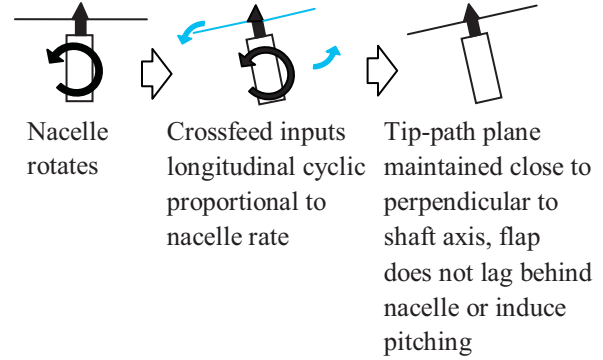 Nacelle
rotates
Crossfeed inputs
longitudinal cyclic
proportional to
nacelle rate
Tip-path plane
maintained close to
perpendicular to
shaft axis, flap
does not lag behind
nacelle or induce
pitching